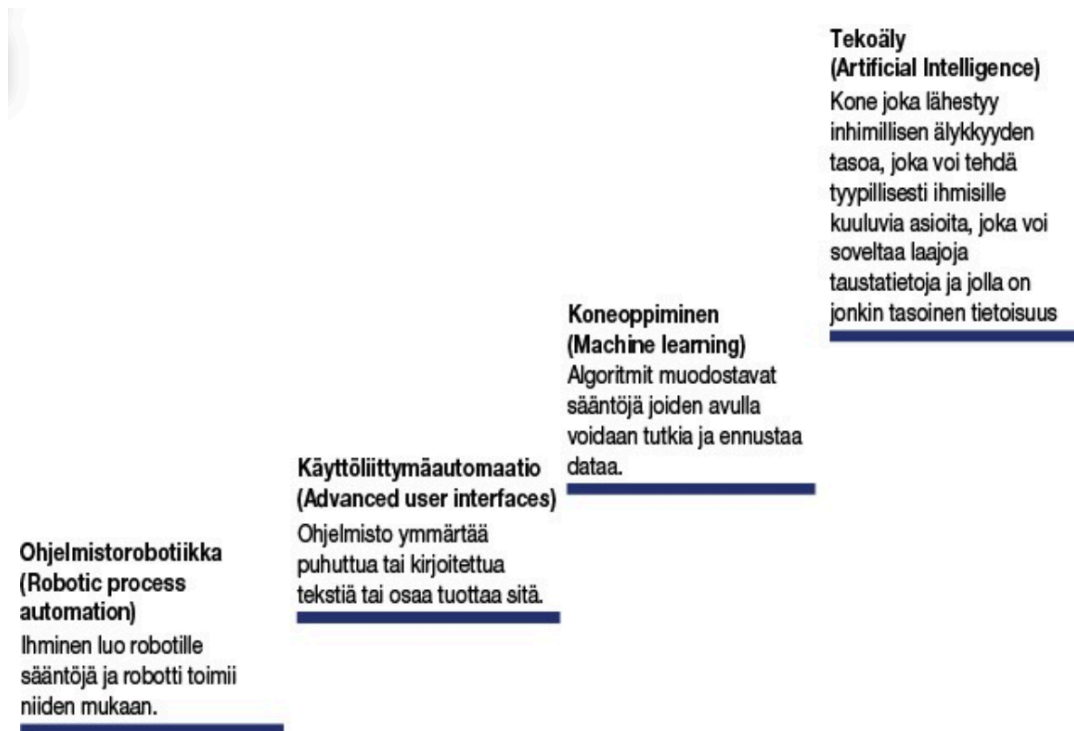 Tekoäly
(Artificial Intelligence)
Kone joka lähestyy
inhimillisen älykkyyden
tasoa, joka voi tehdä
tyypillisesti ihmisille
kuuluvia asioita, joka voi
soveltaa laajoja
taustatietoja ja jolla on
jonkin tasoinen tietoisuus
Koneoppiminen
(Machine learning)
Algoritmit muodostavat
sääntöjä joiden avulla
voidaan tutkia ja ennustaa
dataa.
Käyttöliittymäautomaatio
(Advanced user interfaces)
Ohjelmisto ymmärtää
puhuttua tai kirjoitettua
tekstiä tai osaa tuottaa sitä.
Ohjelmistorobotiikka
(Robotic process
automation)
Ihminen luo robotille
sääntöjä ja robotti toimii
niiden mukaan.